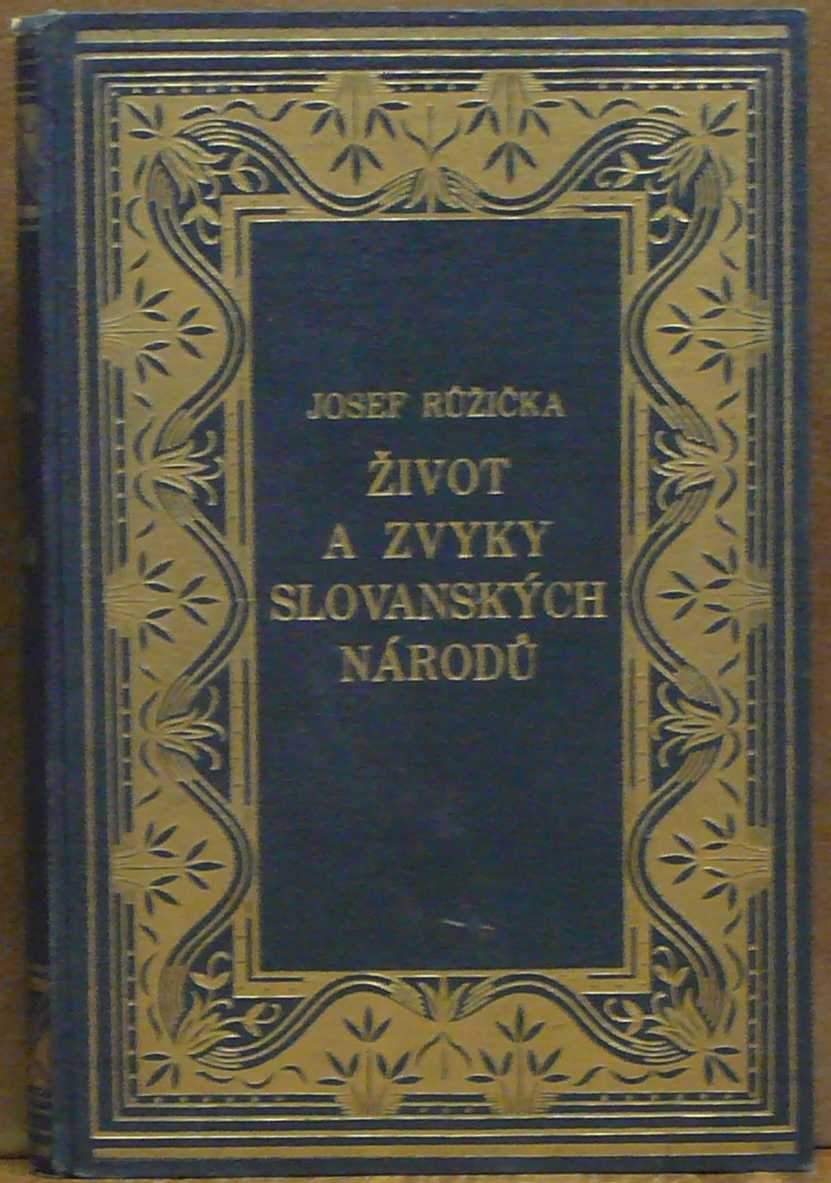 JOSEF RŮŽIČKA
ŽIVOT
A ZVYKY
SLOVANSKÝCH
NÁRODŮ